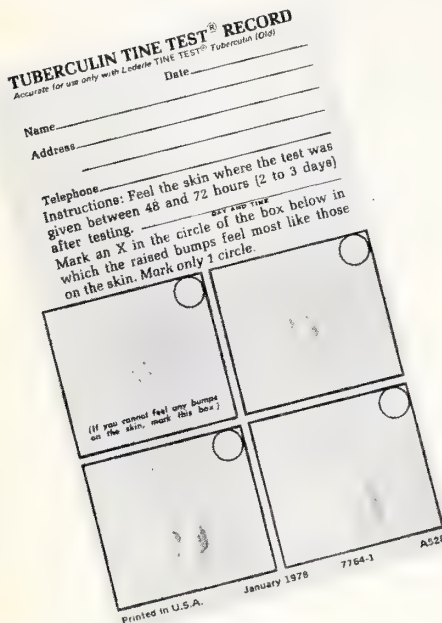 TUBERCULIN TINE TEST® RECORD
Accurate for use only with Lederle TINE TEST® Tuberculin (Old)
Date
Name
Address
Telephone
Instructions: Feel the skin where the test was
given between 48 and 72 hours (2 to 3 days)
after testing.
DAY AND TIME
Mark an X in the circle of the box below in
which the raised bumps feel most like those
on the skin. Mark only 1 circle.
(If you cannot feel any bumps
on the skin, mark this box)
Printed in U.S.A. January 1978 7764-1 A528